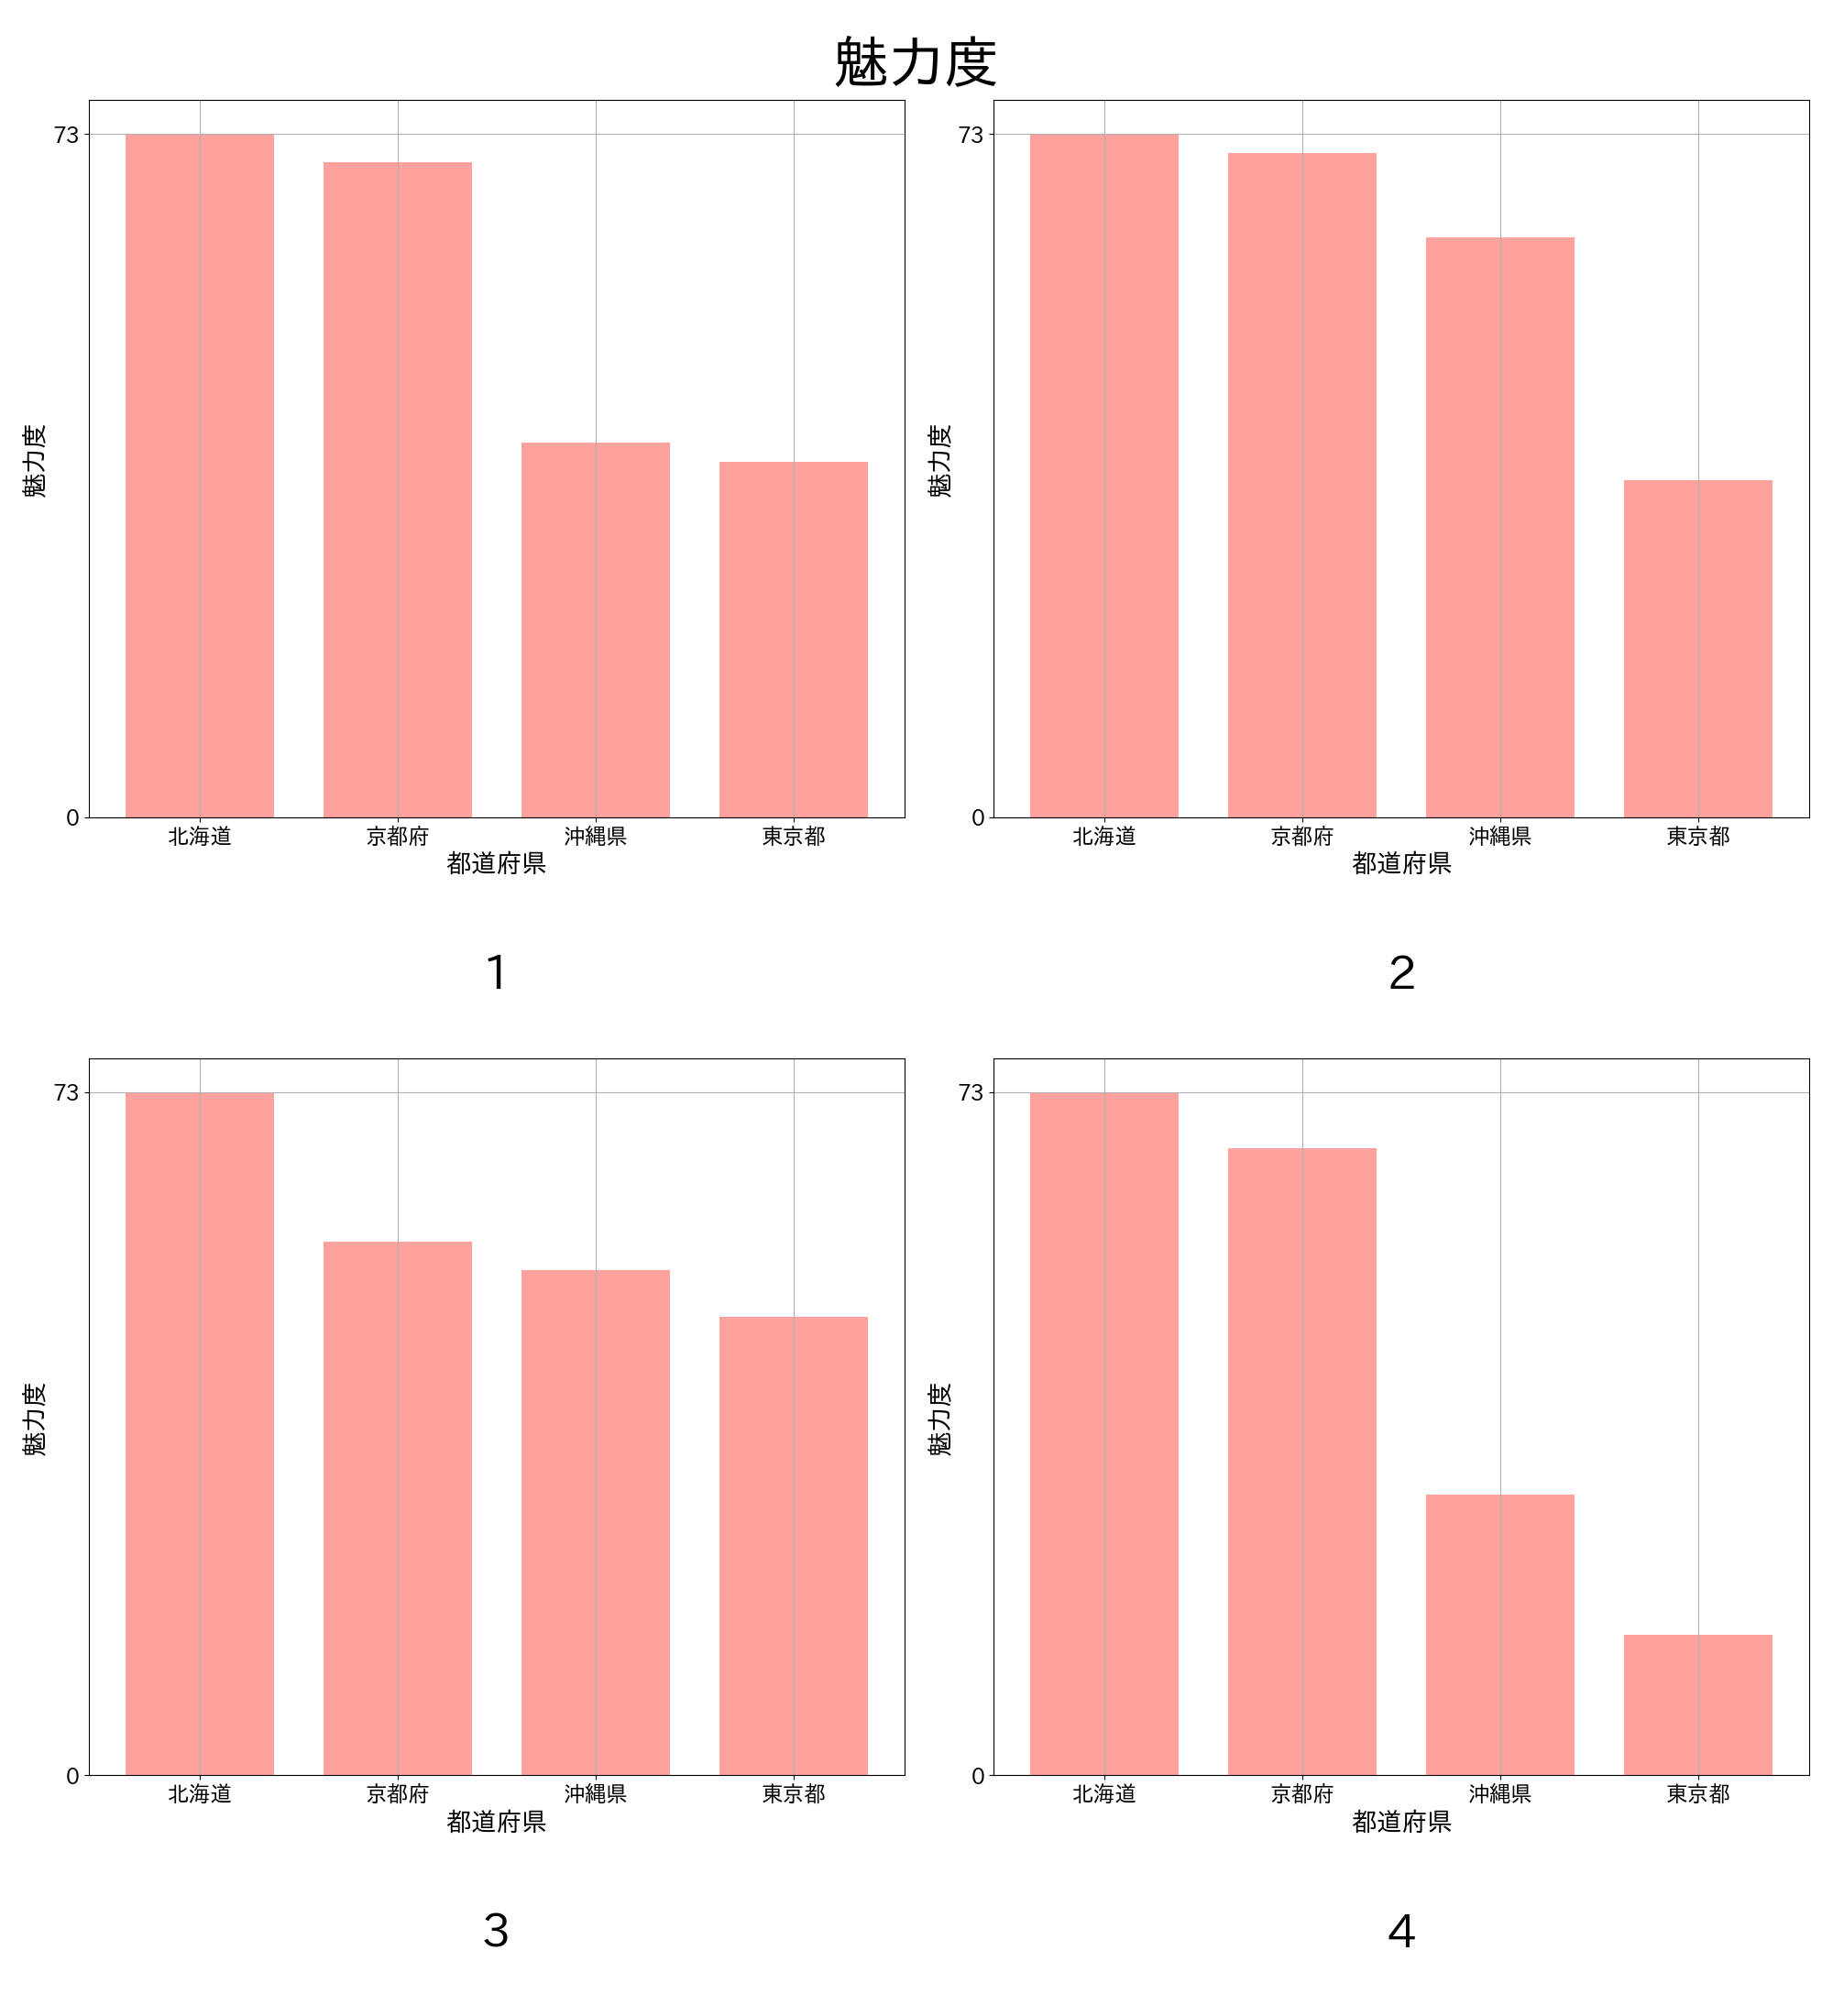 魅力度
73
0
魅力度
北海道 京都府 沖縄県 東京都
都道府県
1
73
0
魅力度
北海道 京都府 沖縄県 東京都
都道府県
2
73
0
魅力度
北海道 京都府 沖縄県 東京都
都道府県
3
73
0
魅力度
北海道 京都府 沖縄県 東京都
都道府県
4